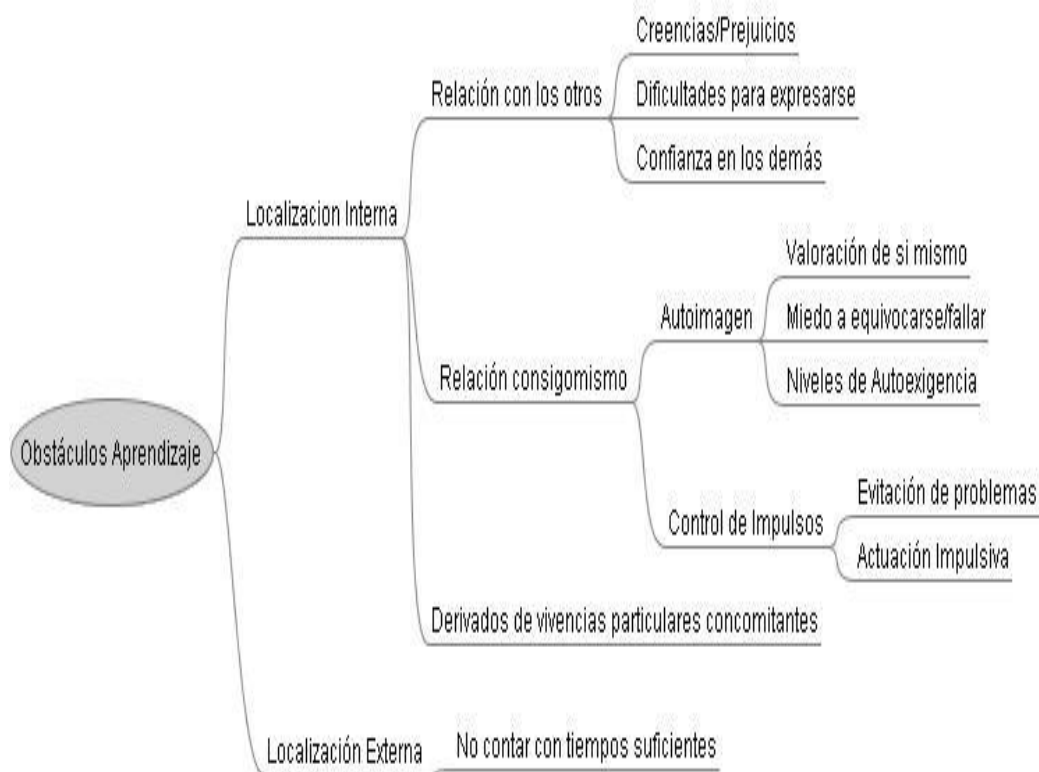 Creencias/Prejuicios
Relación con los otros
Dificultades para expresarse
Confianza en los demás
Localizacion Interna
Valoración de si mismo
Autoimagen
Miedo a equivocarse/fallar
Relación consigomismo
Niveles de Autoexigencia
Obstáculos Aprendizaje
Evitación de problemas
Control de Impulsos
Actuación Impulsiva
Derivados de vivencias particulares concomitantes
Localización Externa
No contar con tiempos suficientes